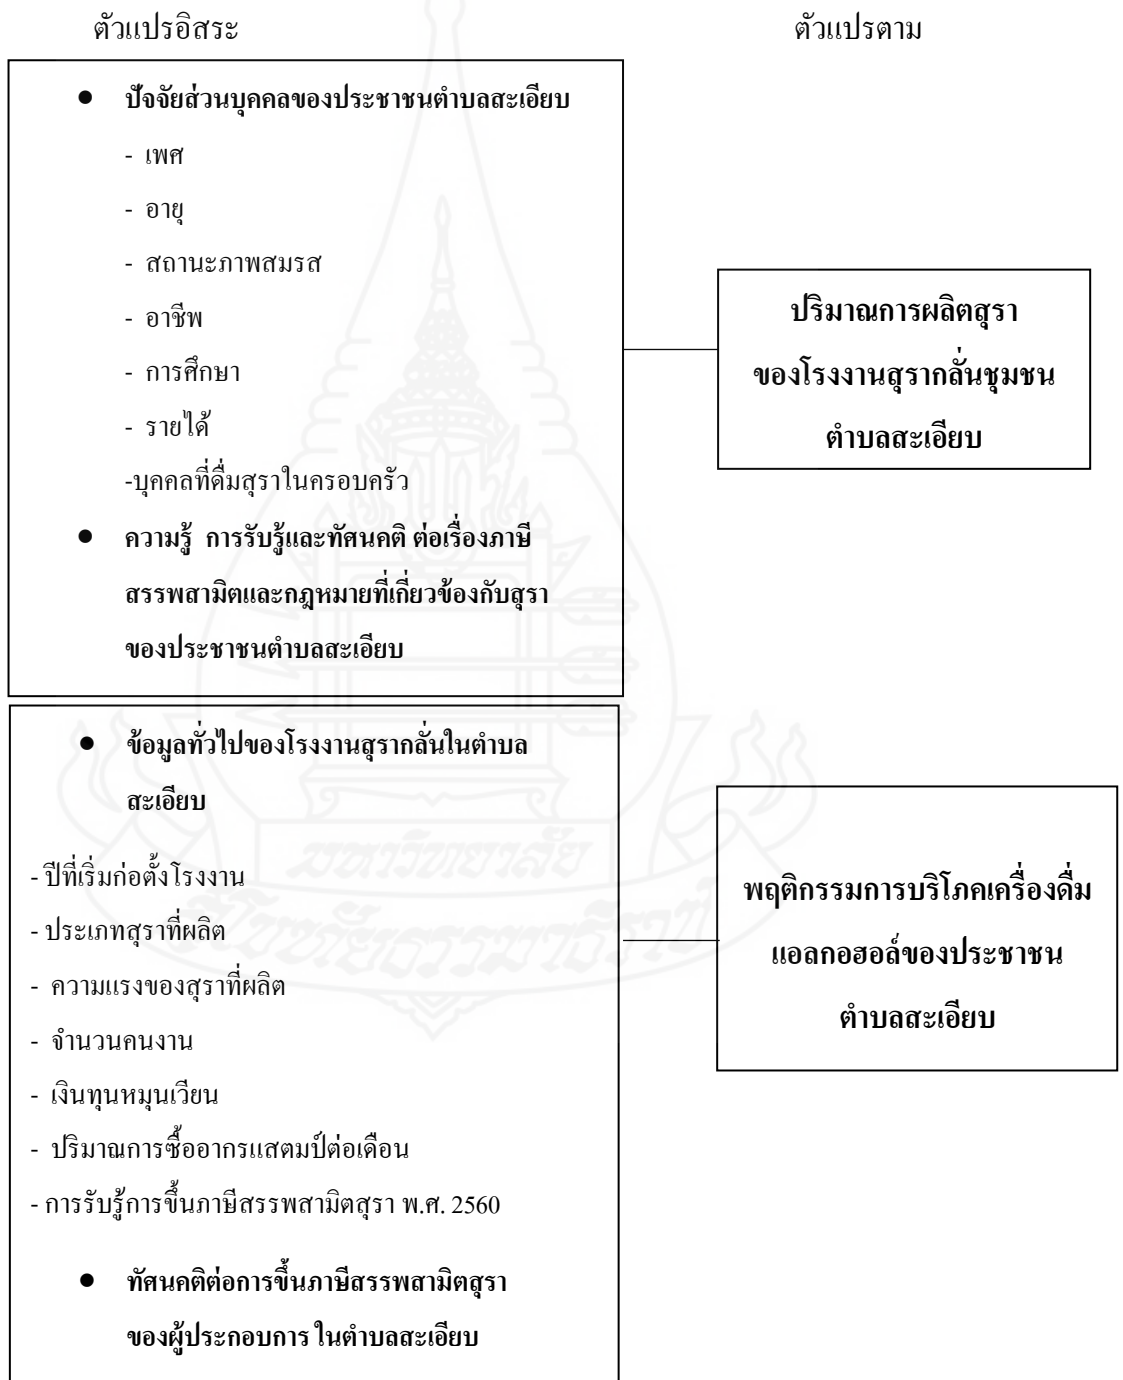 ตัวแปรอิสระ
ตัวแปรตาม
● ปัจจัยส่วนบุคคลของประชาชนตำบลสะเอียบ
- เพศ
- อายุ
- สถานะภาพสมรส
- อาชีพ
- การศึกษา
- รายได้
-บุคคลที่ดื่มสุราในครอบครัว
● ความรู้ การรับรู้และทัศนคติ ต่อเรื่องภาษี
สรรพสามิตและกฎหมายที่เกี่ยวข้องกับสุรา
ของประชาชนตำบลสะเอียบ
ปริมาณการผลิตสุรา
ของโรงงานสุรากลั่นชุมชน
ตำบลสะเอียบ
● ข้อมูลทั่วไปของโรงงานสุรากลั่นในตำบล
สะเอียบ
- ปีที่เริ่มก่อตั้งโรงงาน
- ประเภทสุราที่ผลิต
- ความแรงของสุราที่ผลิต
- จำนวนคนงาน
- เงินทุนหมุนเวียน
- ปริมาณการซื้ออากรแสตมป์ต่อเดือน
- การรับรู้การขึ้นภาษีสรรพสามิตสุรา พ.ศ. 2560
● ทัศนคติต่อการขึ้นภาษีสรรพสามิตสุรา
ของผู้ประกอบการ ในตำบลสะเอียบ
พฤติกรรมการบริโภคเครื่องดื่ม
แอลกอฮอล์ของประชาชน
ตำบลสะเอียบ
มหาวิทยาลัย
สุโขทัยธรรมาธิราช